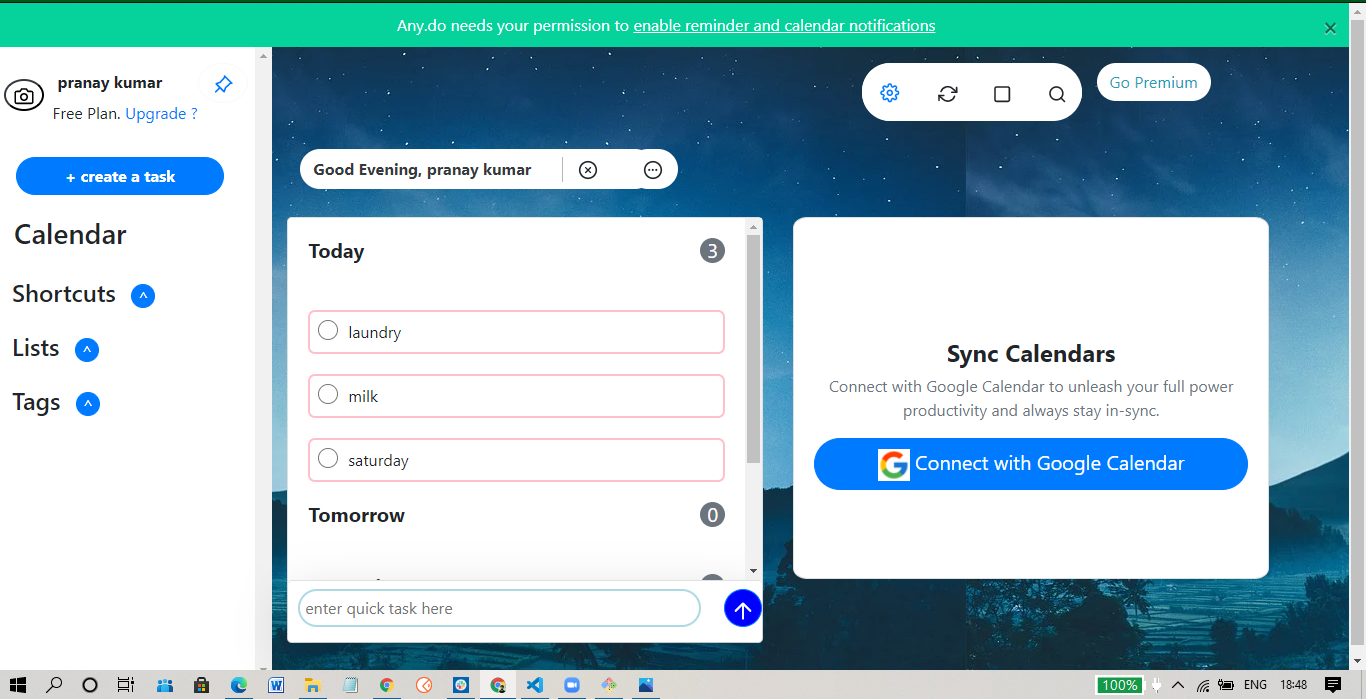 Any.do needs your permission to enable reminder and calendar notifications
×
pranay kumar
Free Plan. Upgrade ?
+ create a task
Calendar
Shortcuts ^
Lists ^
Tags ^
Go Premium
Good Evening, pranay kumar
Today 3
laundry
milk
saturday
Tomorrow 0
enter quick task here
Sync Calendars
Connect with Google Calendar to unleash your full power
productivity and always stay in-sync.
Connect with Google Calendar
100% ENG 18:48